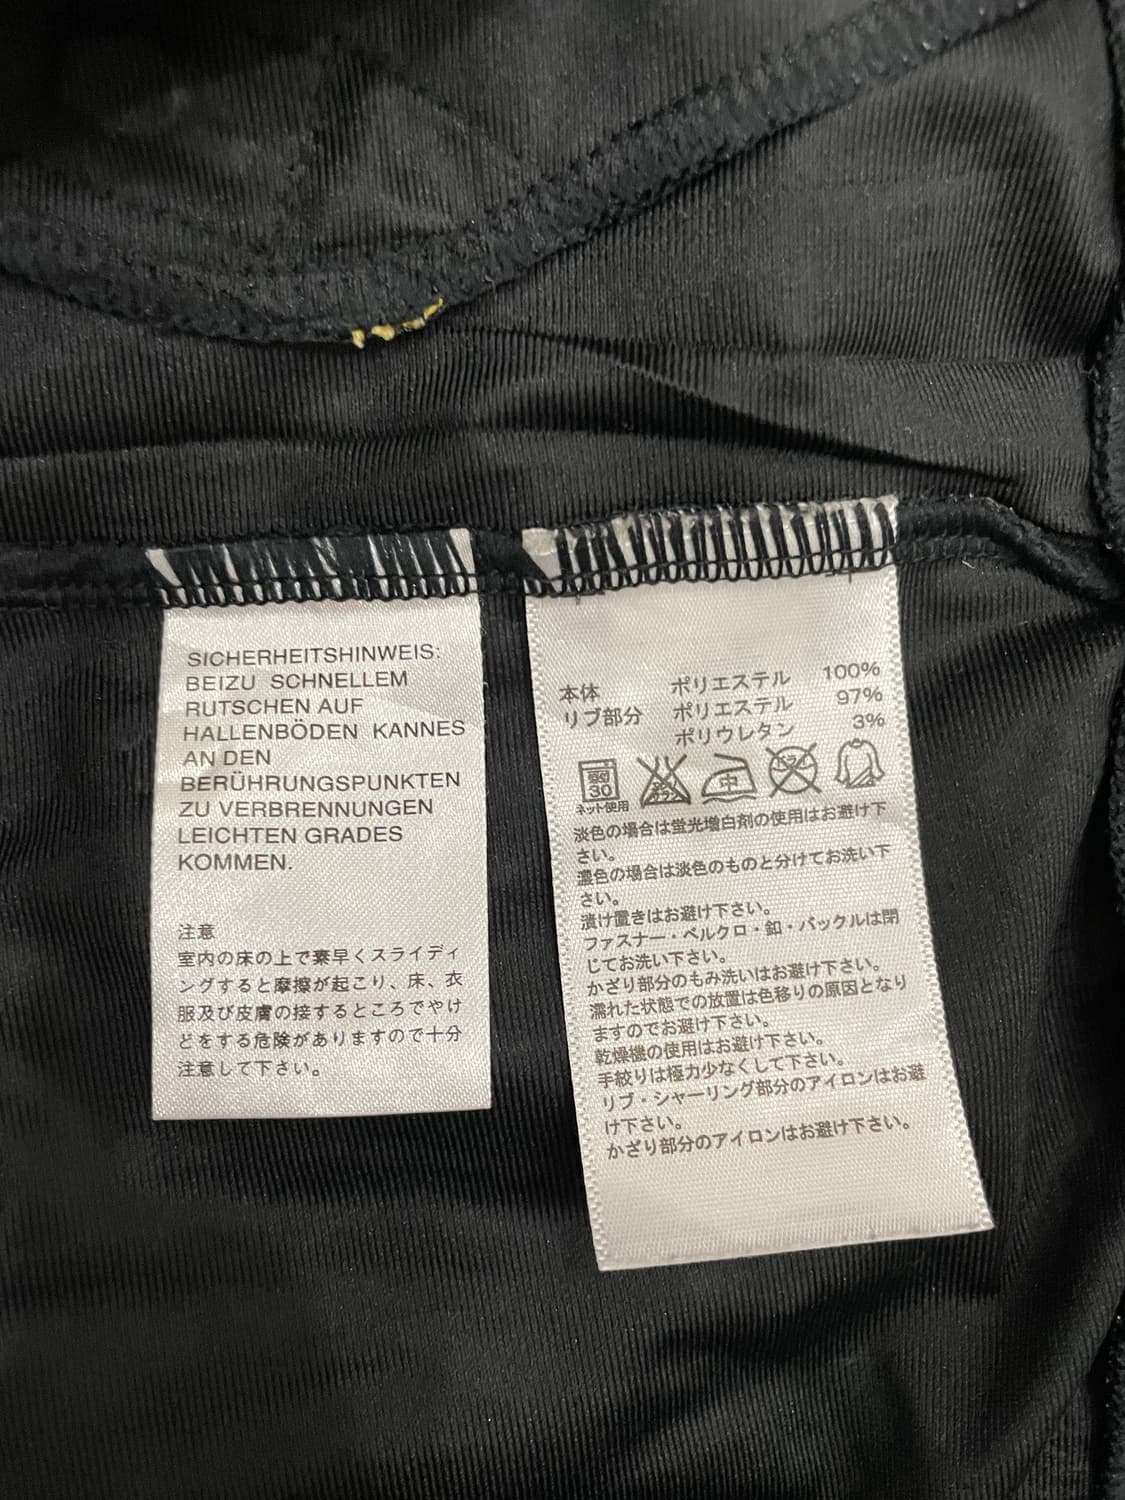 SICHERHEITSHINWEIS:
BEIZU SCHNELLEM
RUTSCHEN AUF
HALLENBÖDEN KANNES
AN DEN
BERÜHRUNGSPUNKTEN
ZU VERBRENNUNGEN
LEICHTEN GRADES
KOMMEN.
注意
室内の床の上で素早くスライディ
ングすると摩擦が起こり、床、衣
服及び皮膚の接するところでやけ
どをする危険がありますので十分
注意して下さい。
本体 ポリエステル 100%
リブ部分 ポリエステル 97%
ポリウレタン 3%
30 中
ネット使用
淡色の場合は蛍光増白剤の使用はお避け下
さい。
濃色の場合は淡色のものと分けてお洗い下
さい。
漬け置きはお避け下さい。
ファスナー・ベルクロ・釦・バックルは閉
じてお洗い下さい。
かざり部分のもみ洗いはお避け下さい。
濡れた状態での放置は色移りの原因となり
ますのでお避け下さい。
乾燥機の使用はお避け下さい。
手絞りは極力少なくして下さい。
リブ・シャーリング部分のアイロンはお避
け下さい。
かざり部分のアイロンはお避け下さい。